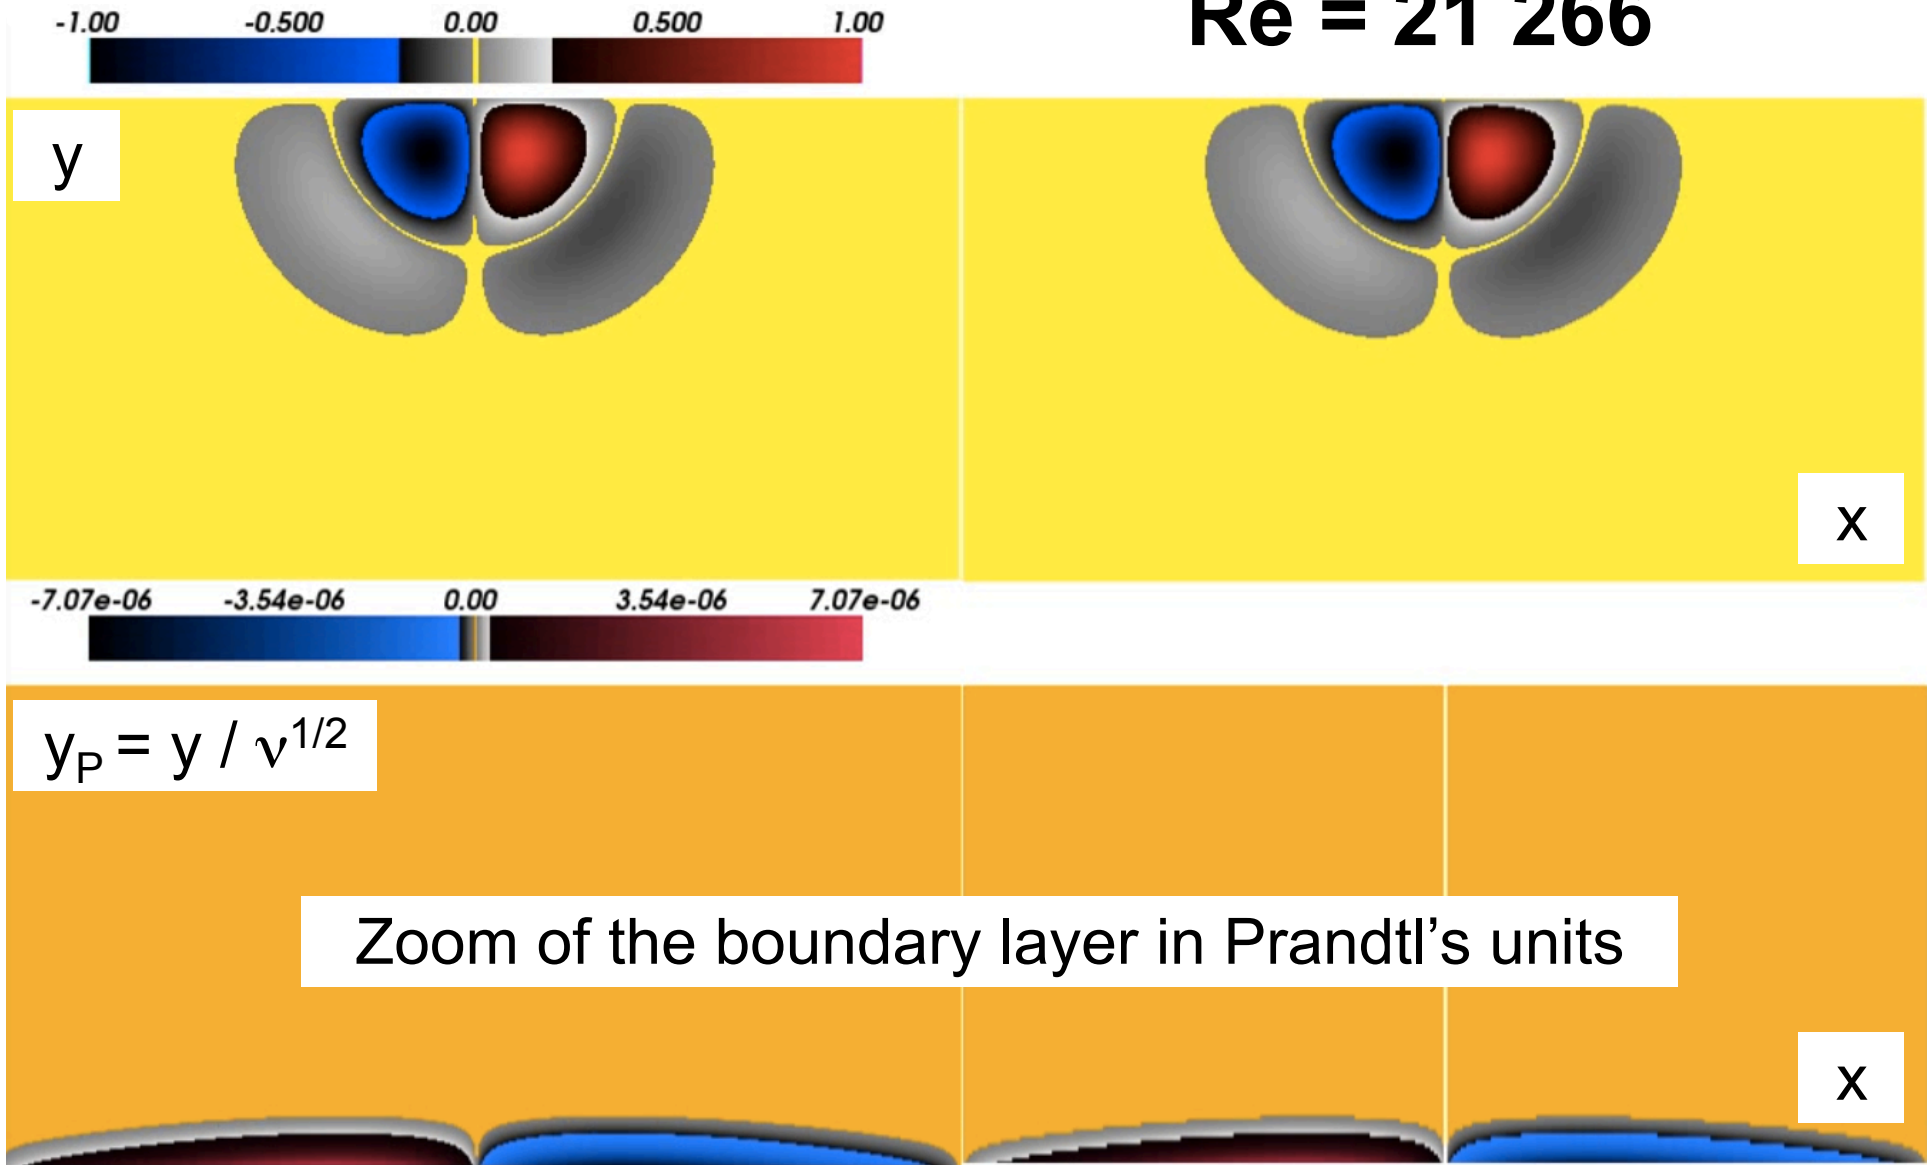 -1.00 -0.500 0.00 0.500 1.00
Re = 21 266
y
x
-7.07e-06 -3.54e-06 0.00 3.54e-06 7.07e-06
yP = y / ν1/2
Zoom of the boundary layer in Prandtl’s units
x